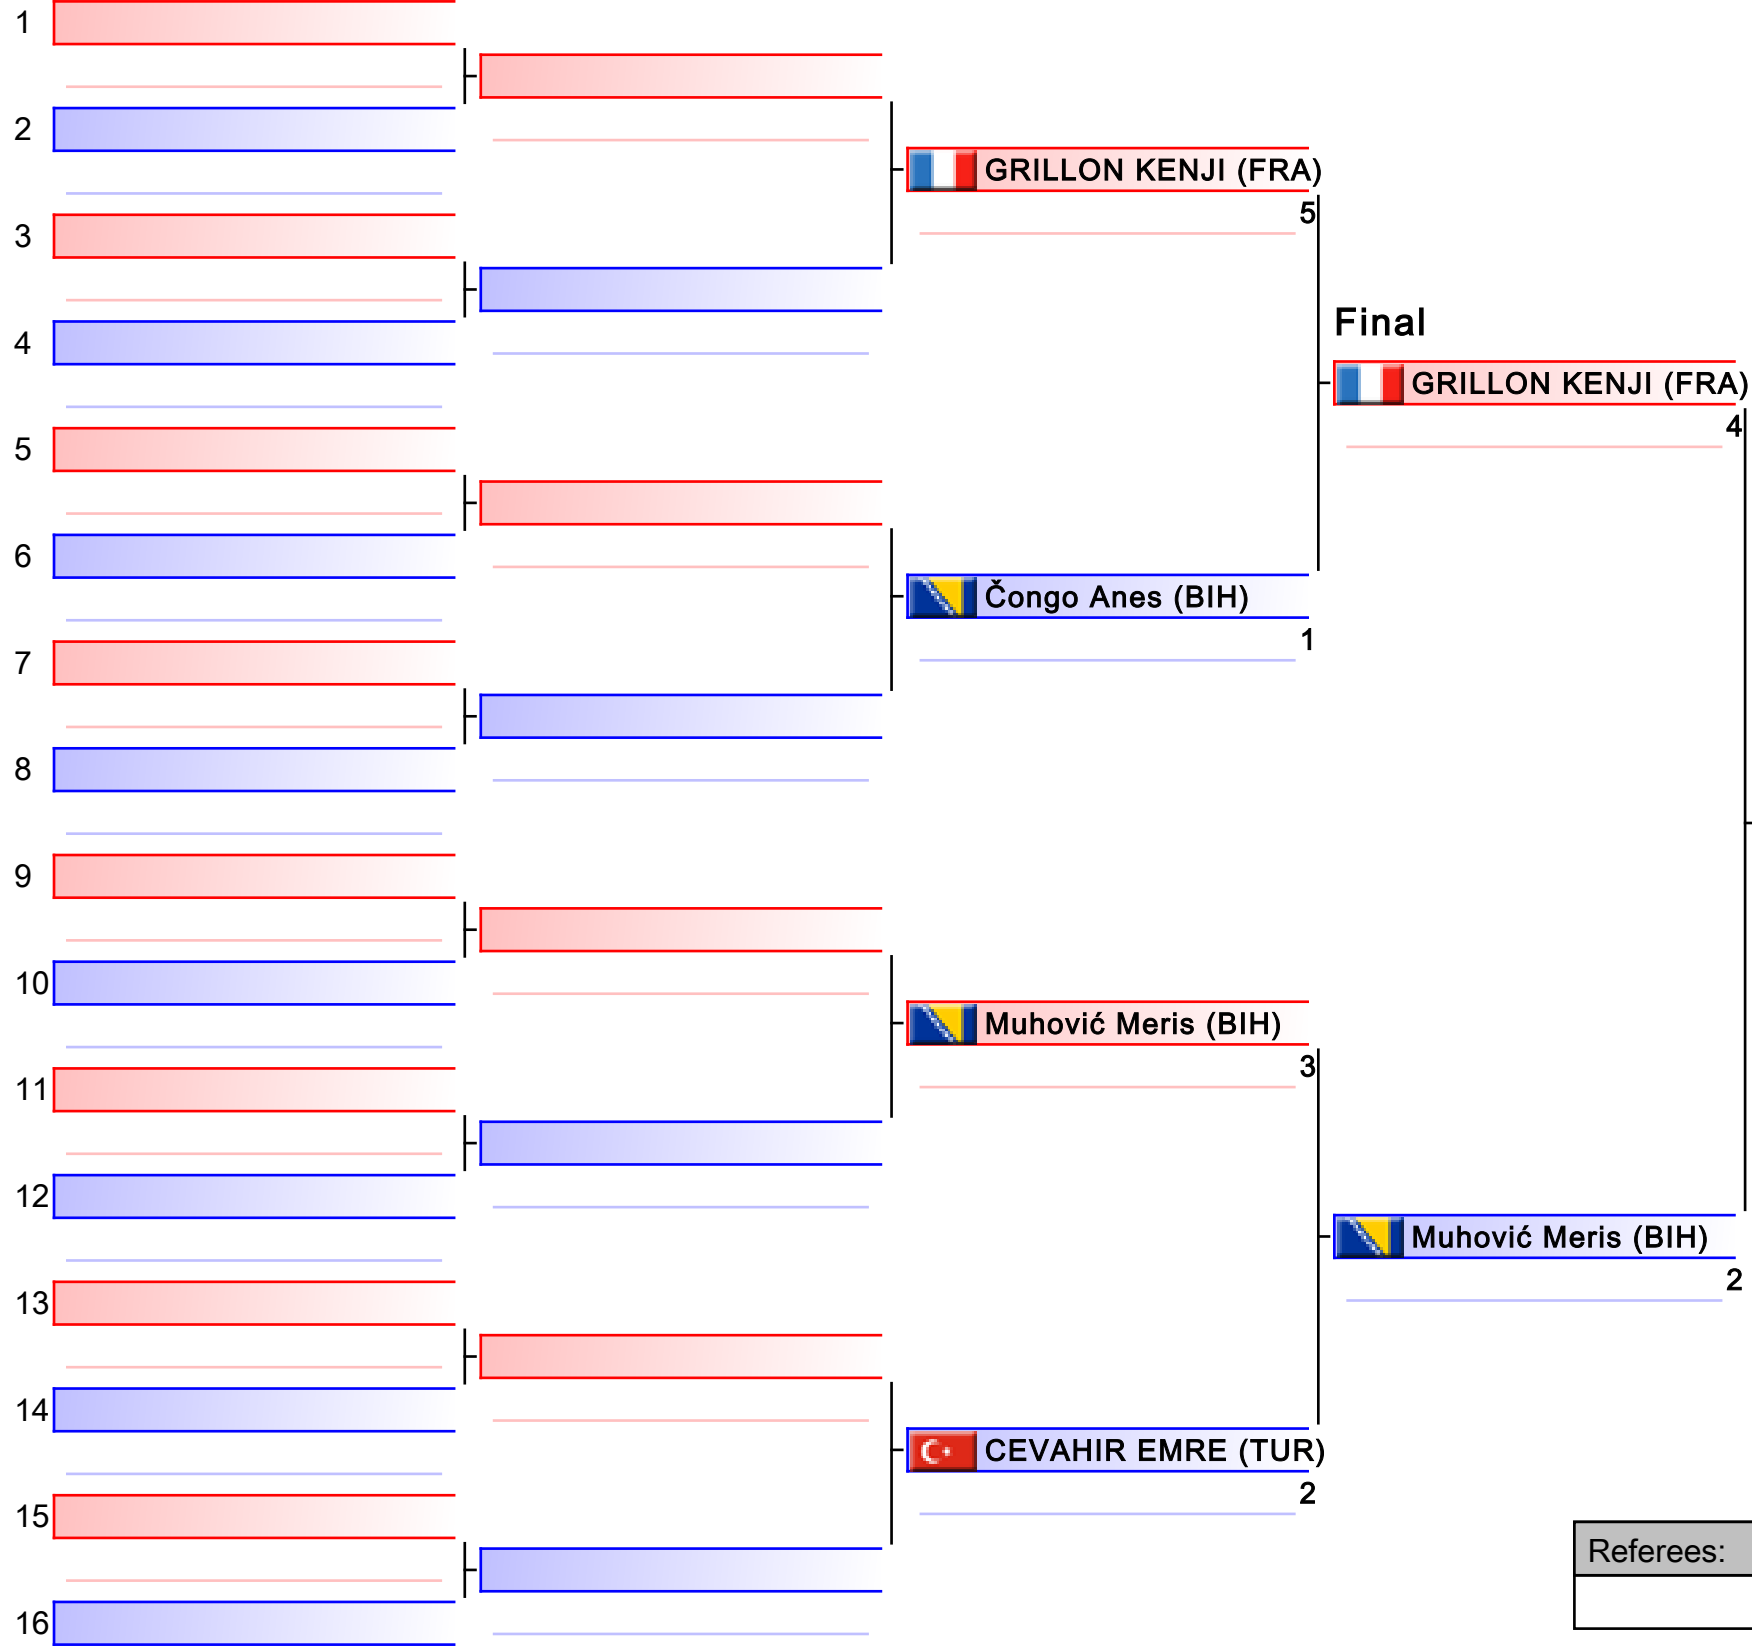 1
2
GRILLON KENJI (FRA)
5
3
Final
4
GRILLON KENJI (FRA)
4
5
6
Čongo Anes (BIH)
1
7
8
9
10
Muhović Meris (BIH)
3
11
12
Muhović Meris (BIH)
2
13
14
CEVAHIR EMRE (TUR)
2
15
Referees:
16